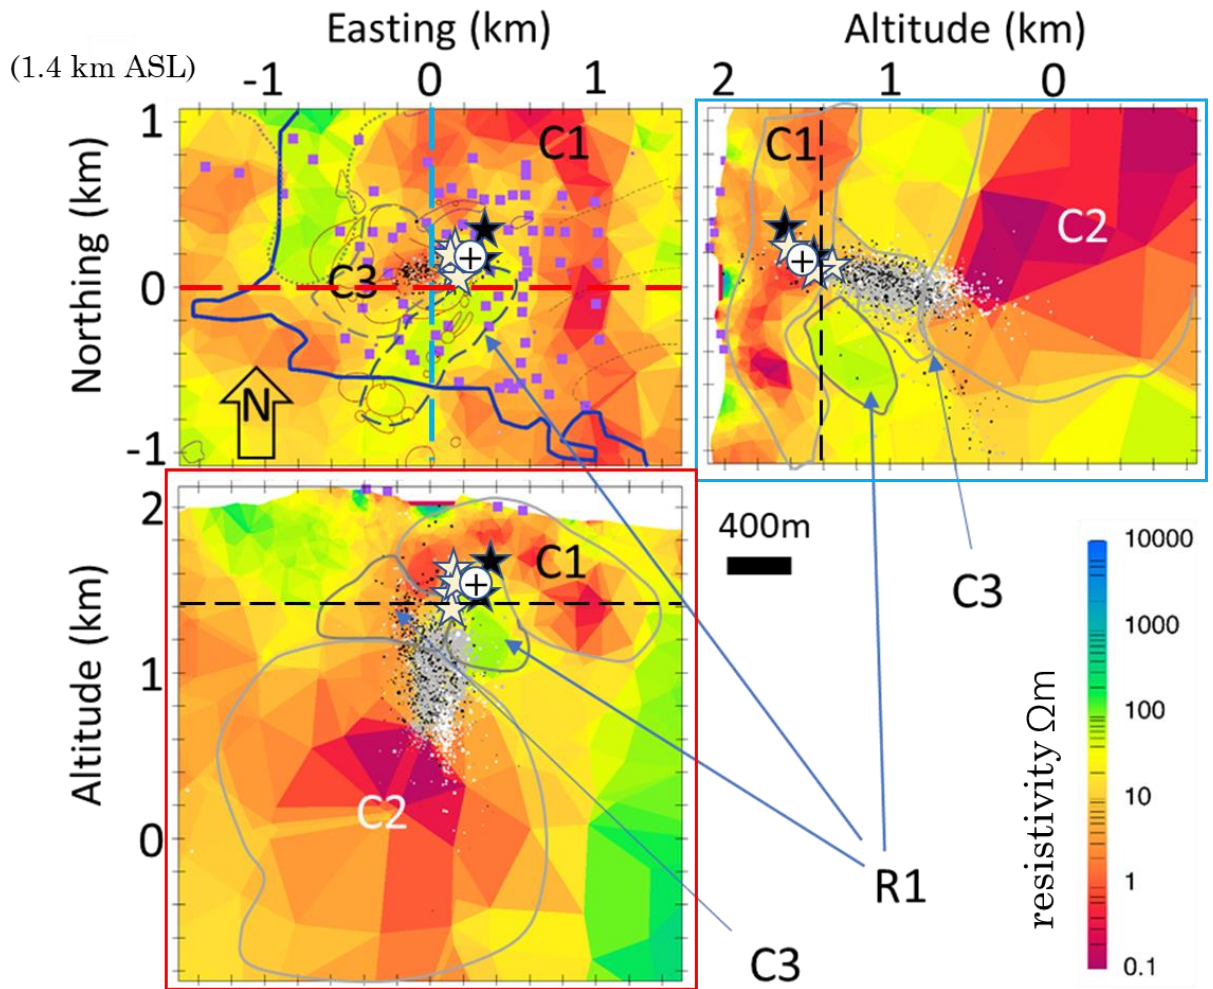 Easting (km)
Altitude (km)
(1.4 km ASL)
-1 0 1
2 1 0
1
0
-1
Northing (km)
C1
C3
N
C1
C2
2
1
0
Altitude (km)
C1
C2
400m
C3
R1
C3
resistivity Ωm
10000
1000
100
10
1
0.1